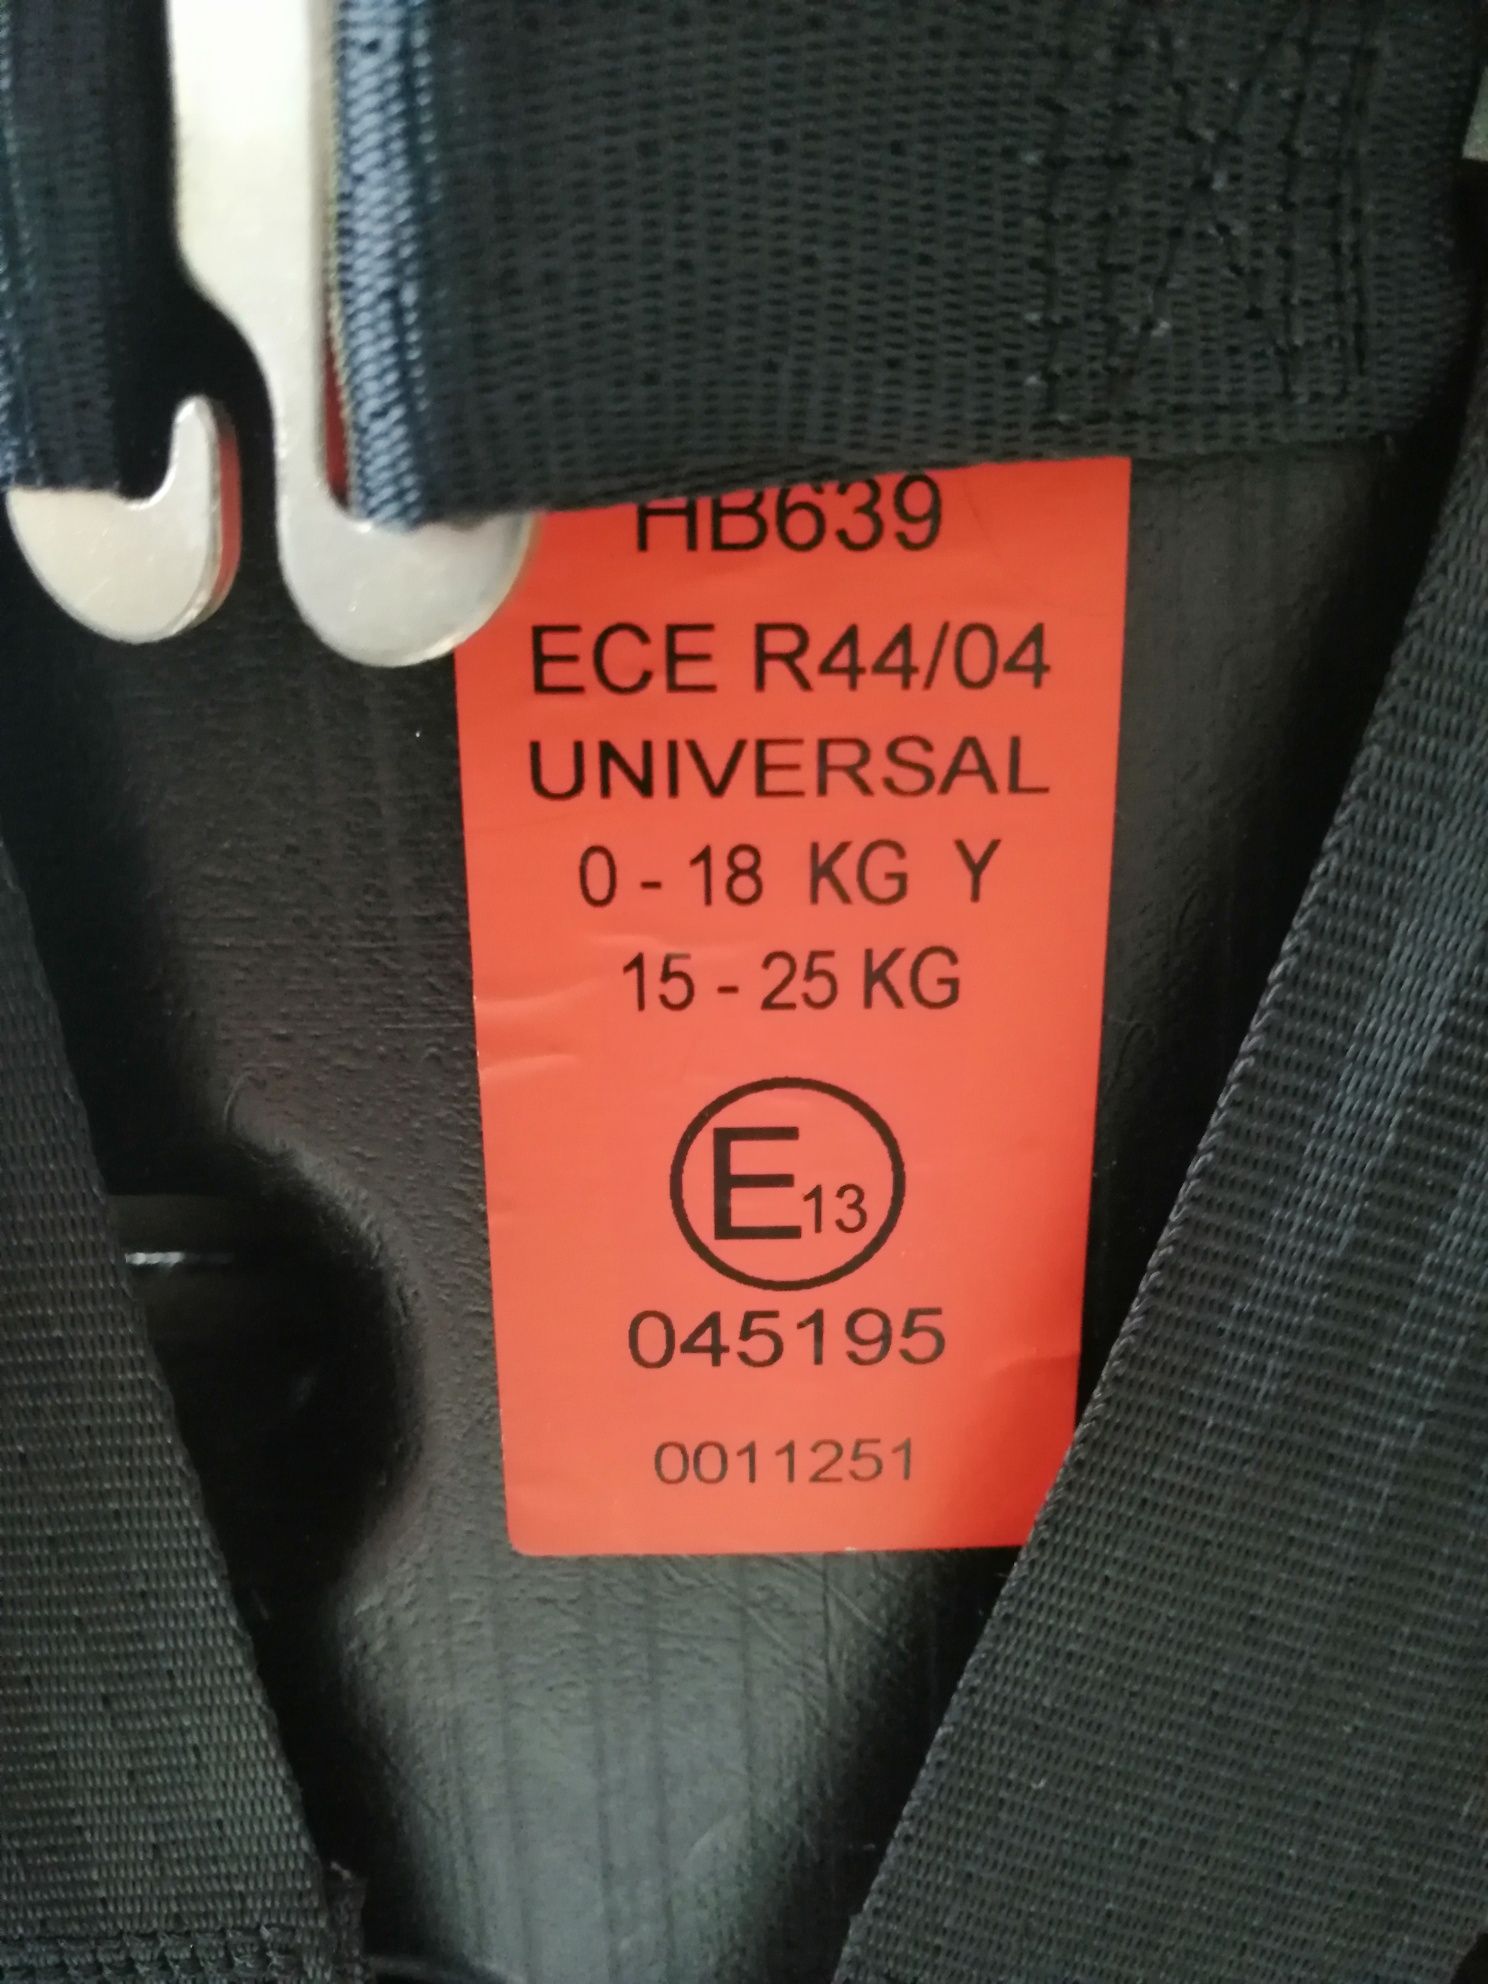 HB639
ECE R44/04
UNIVERSAL
0 - 18 KG Y
15 - 25 KG
E13
045195
0011251